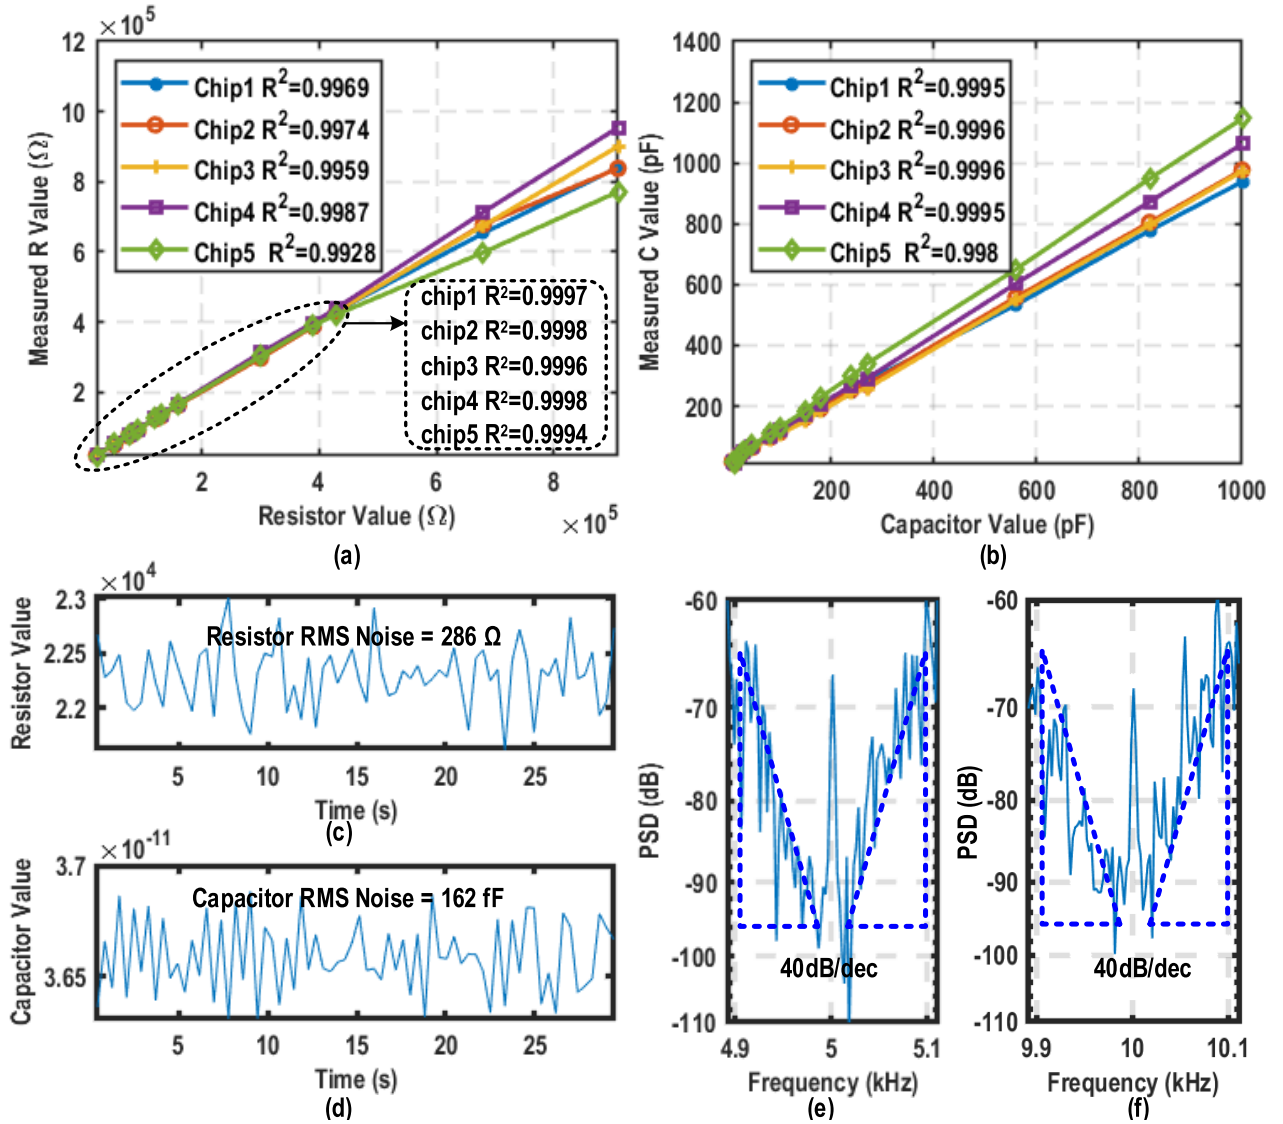 ×10⁵
12
10
8
6
4
2
Measured R Value (Ω)
Chip1 R²=0.9969
Chip2 R²=0.9974
Chip3 R²=0.9959
Chip4 R²=0.9987
Chip5 R²=0.9928
chip1 R²=0.9997
chip2 R²=0.9998
chip3 R²=0.9996
chip4 R²=0.9998
chip5 R²=0.9994
2 4 6 8
Resistor Value (Ω)
×10⁵
(a)
1400
1200
1000
800
600
400
200
Measured C Value (pF)
Chip1 R²=0.9995
Chip2 R²=0.9996
Chip3 R²=0.9996
Chip4 R²=0.9995
Chip5 R²=0.998
200 400 600 800 1000
Capacitor Value (pF)
(b)
×10⁴
2.3
2.25
2.2
Resistor Value
Resistor RMS Noise = 286 Ω
5 10 15 20 25
Time (s)
(c)
×10⁻¹¹
3.7
3.65
Capacitor Value
Capacitor RMS Noise = 162 fF
5 10 15 20 25
Time (s)
(d)
-60
-70
-80
-90
-100
-110
PSD (dB)
40dB/dec
4.9 5 5.1
Frequency (kHz)
(e)
-60
-70
-80
-90
-100
-110
PSD (dB)
40dB/dec
9.9 10 10.1
Frequency (kHz)
(f)